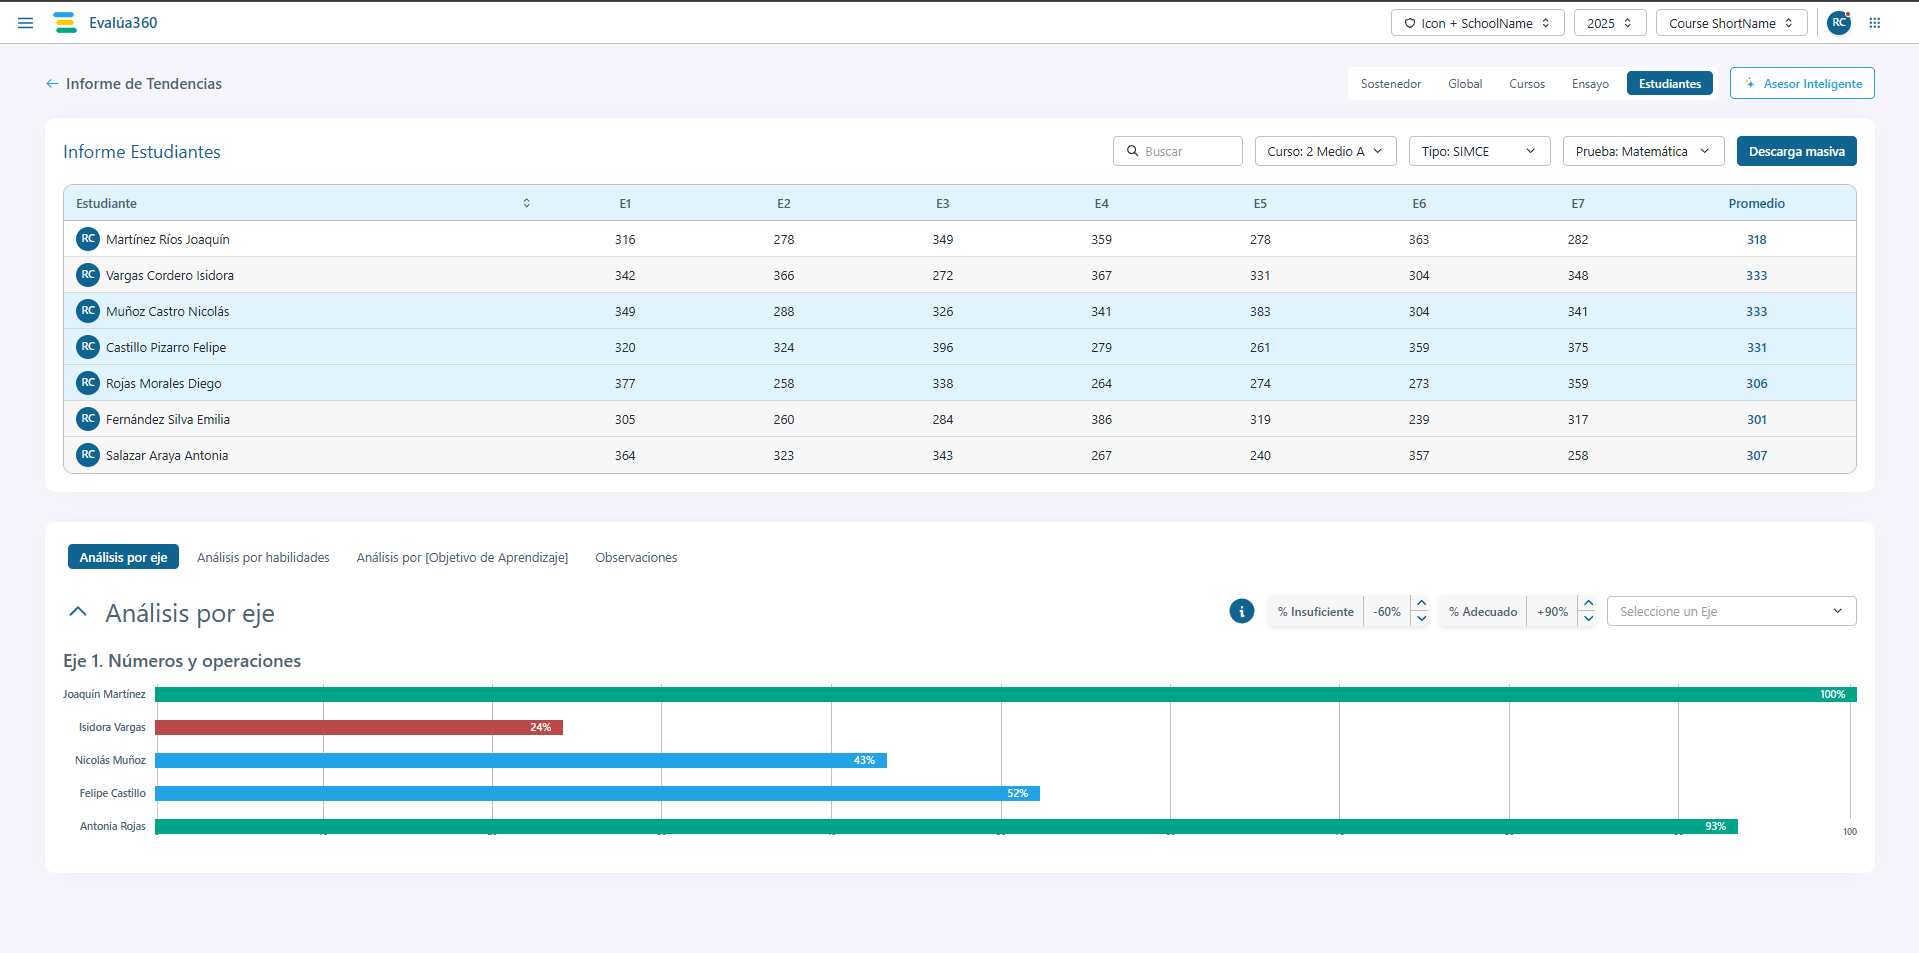 Evalúa360
Icon + SchoolName
2025
Course ShortName
RC
Informe de Tendencias
Sostenedor
Global
Cursos
Ensayo
Estudiantes
Asesor Inteligente
Informe Estudiantes
Buscar
Curso: 2 Medio A
Tipo: SIMCE
Prueba: Matemática
Descarga masiva
Estudiante E1 E2 E3 E4 E5 E6 E7 Promedio
RC Martínez Ríos Joaquín 316 278 349 359 278 363 282 318
RC Vargas Cordero Isidora 342 366 272 367 331 304 348 333
RC Muñoz Castro Nicolás 349 288 326 341 383 304 341 333
RC Castillo Pizarro Felipe 320 324 396 279 261 359 375 331
RC Rojas Morales Diego 377 258 338 264 274 273 359 306
RC Fernández Silva Emilia 305 260 284 386 319 239 317 301
RC Salazar Araya Antonia 364 323 343 267 240 357 258 307
Análisis por eje
Análisis por habilidades
Análisis por [Objetivo de Aprendizaje]
Observaciones
Análisis por eje
% Insuficiente -60%
% Adecuado +90%
Seleccione un Eje
Eje 1. Números y operaciones
Joaquín Martínez 100%
Isidora Vargas 24%
Nicolás Muñoz 43%
Felipe Castillo 52%
Antonia Rojas 93%
100